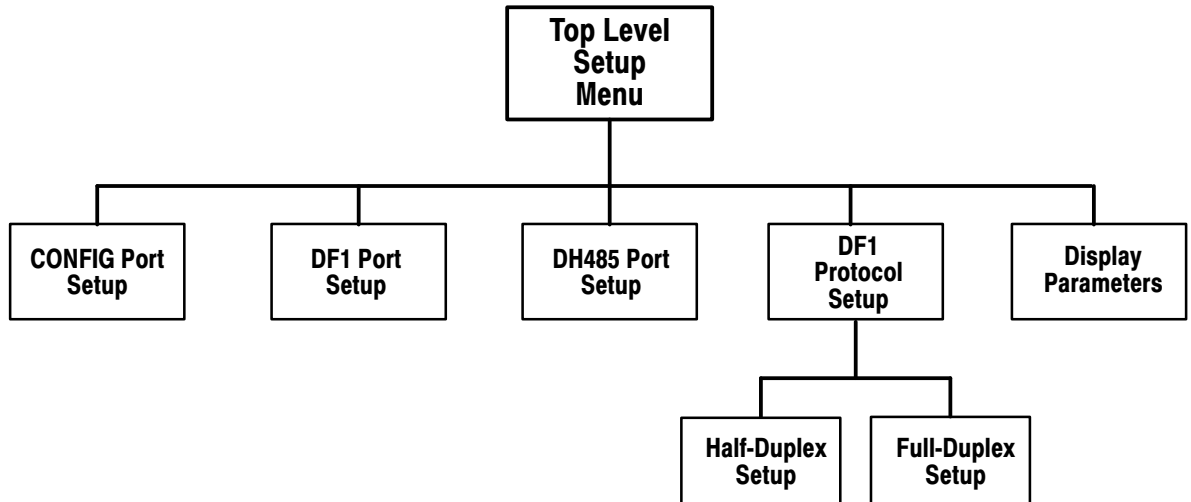 Top Level
Setup
Menu
CONFIG Port
Setup
DF1 Port
Setup
DH485 Port
Setup
DF1
Protocol
Setup
Display
Parameters
Half-Duplex
Setup
Full-Duplex
Setup